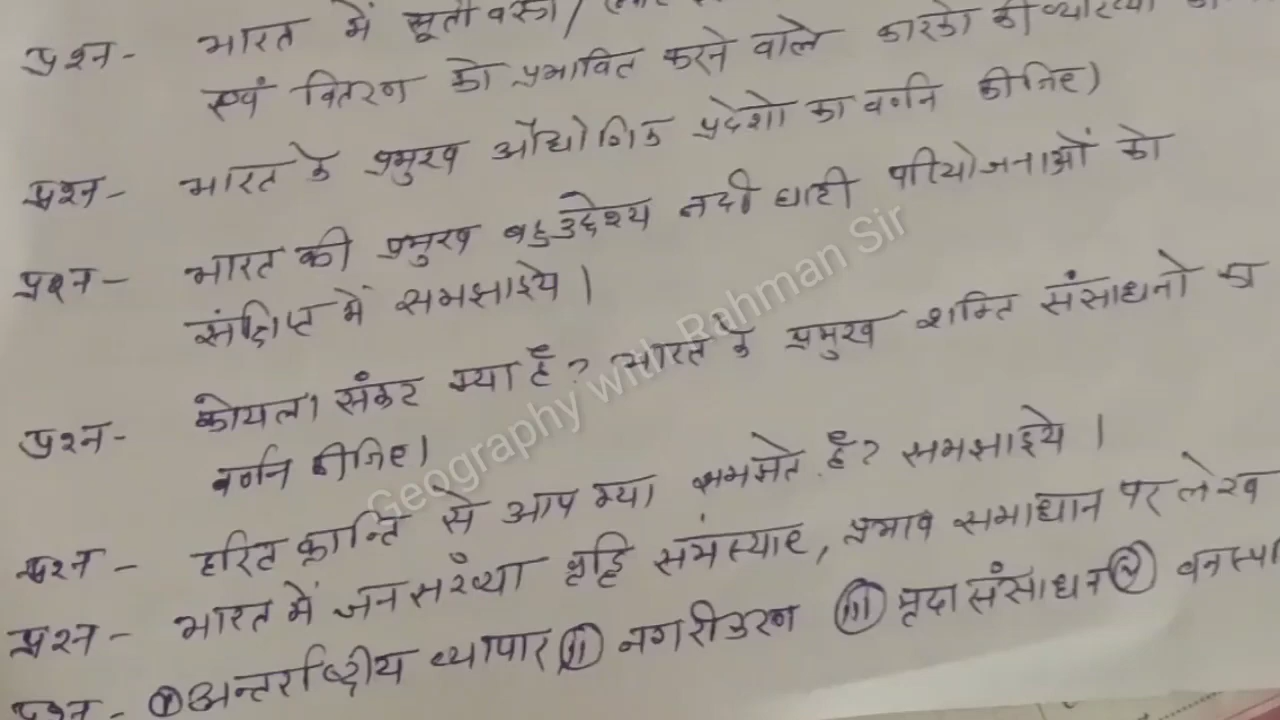 प्रश्न- भारत में सूती वस्त्र/
एवं वितरण को प्रभावित करने वाले कारको की व्याख्या
प्रश्न- भारत के प्रमुख औद्योगिक प्रदेशो का वर्णन कीजिए)
प्रश्न- भारत की प्रमुख बहुउद्देश्य नदी घाटी परियोजनाओं को
संक्षिप्ट में समझाइये।
प्रश्न- कोयला संकट क्या है? भारत के प्रमुख शक्ति संसाधनो का
वर्णन कीजिए।
प्रश्न- हरित क्रान्ति से आप क्या समझते है? समझाइये।
प्रश्न- भारत में जनसंख्या वृद्धि समस्याए, प्रभाव समाधान पर लेख
प्रश्न- (I) अन्तर्राष्ट्रीय व्यापार (II) नगरीकरण (III) मृदा संसाधन (IV)
Geography with Rahman Sir